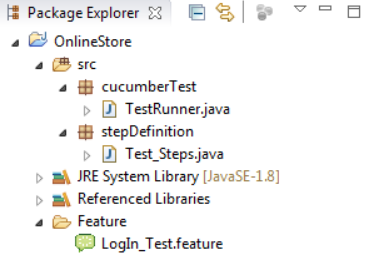 Package Explorer
OnlineStore
src
cucumberTest
TestRunner.java
stepDefinition
Test_Steps.java
JRE System Library [JavaSE-1.8]
Referenced Libraries
Feature
LogIn_Test.feature